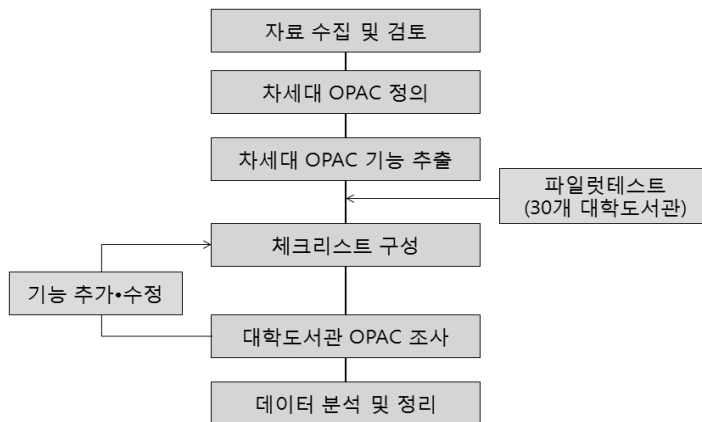 자료 수집 및 검토
차세대 OPAC 정의
차세대 OPAC 기능 추출
파일럿테스트
(30개 대학도서관)
체크리스트 구성
기능 추가•수정
대학도서관 OPAC 조사
데이터 분석 및 정리